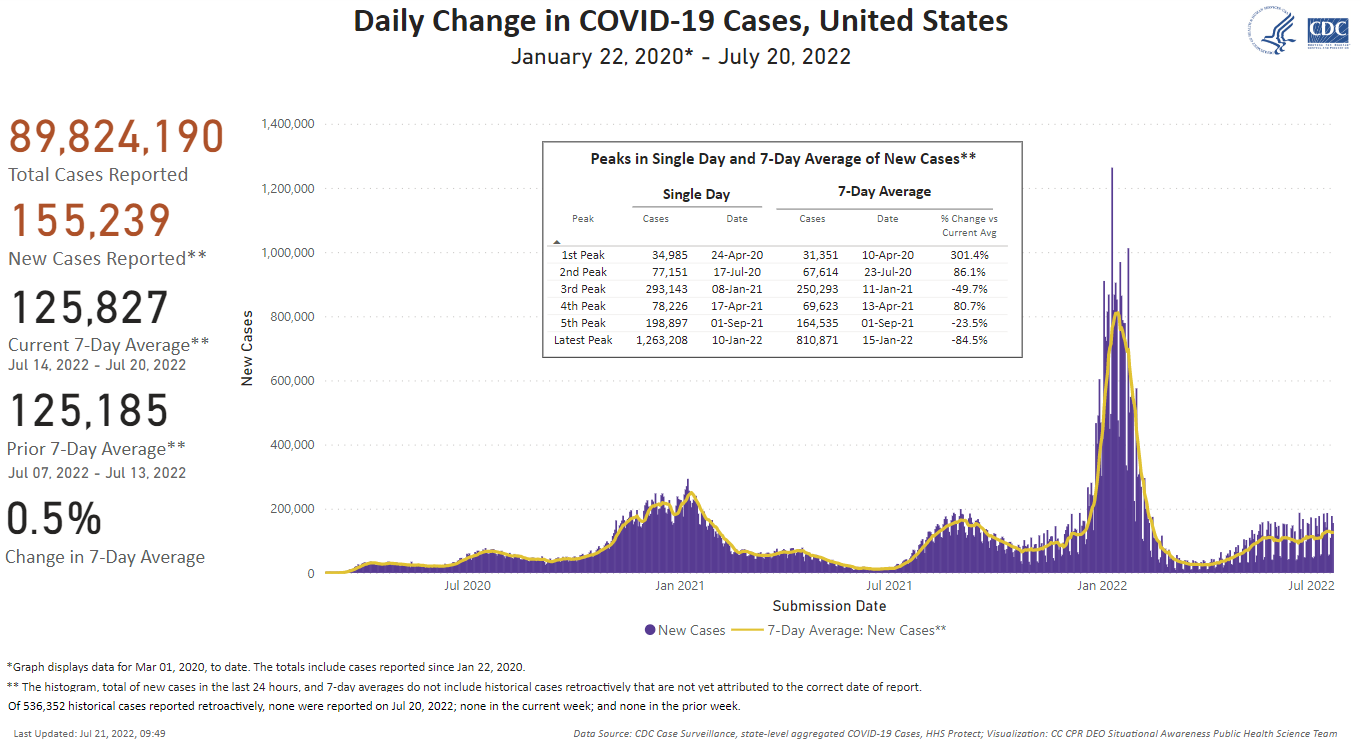 Daily Change in COVID-19 Cases, United States
January 22, 2020* - July 20, 2022
CDC
89,824,190
Total Cases Reported
155,239
New Cases Reported**
125,827
Current 7-Day Average**
Jul 14, 2022 - Jul 20, 2022
125,185
Prior 7-Day Average**
Jul 07, 2022 - Jul 13, 2022
0.5%
Change in 7-Day Average
New Cases
1,400,000
1,200,000
1,000,000
800,000
600,000
400,000
200,000
0
Peaks in Single Day and 7-Day Average of New Cases**
Single Day 7-Day Average
Peak Cases Date Cases Date % Change vs
Current Avg
1st Peak 34,985 24-Apr-20 31,351 10-Apr-20 301.4%
2nd Peak 77,151 17-Jul-20 67,614 23-Jul-20 86.1%
3rd Peak 293,143 08-Jan-21 250,293 11-Jan-21 -49.7%
4th Peak 78,226 17-Apr-21 69,623 13-Apr-21 80.7%
5th Peak 198,897 01-Sep-21 164,535 01-Sep-21 -23.5%
Latest Peak 1,263,208 10-Jan-22 810,871 15-Jan-22 -84.5%
Jul 2020 Jan 2021 Jul 2021 Jan 2022 Jul 2022
Submission Date
New Cases 7-Day Average: New Cases**
*Graph displays data for Mar 01, 2020, to date. The totals include cases reported since Jan 22, 2020.
** The histogram, total of new cases in the last 24 hours, and 7-day averages do not include historical cases retroactively that are not yet attributed to the correct date of report.
Of 536,352 historical cases reported retroactively, none were reported on Jul 20, 2022; none in the current week; and none in the prior week.
Last Updated: Jul 21, 2022, 09:49
Data Source: CDC Case Surveillance, state-level aggregated COVID-19 Cases, HHS Protect; Visualization: CC CPR DEO Situational Awareness Public Health Science Team